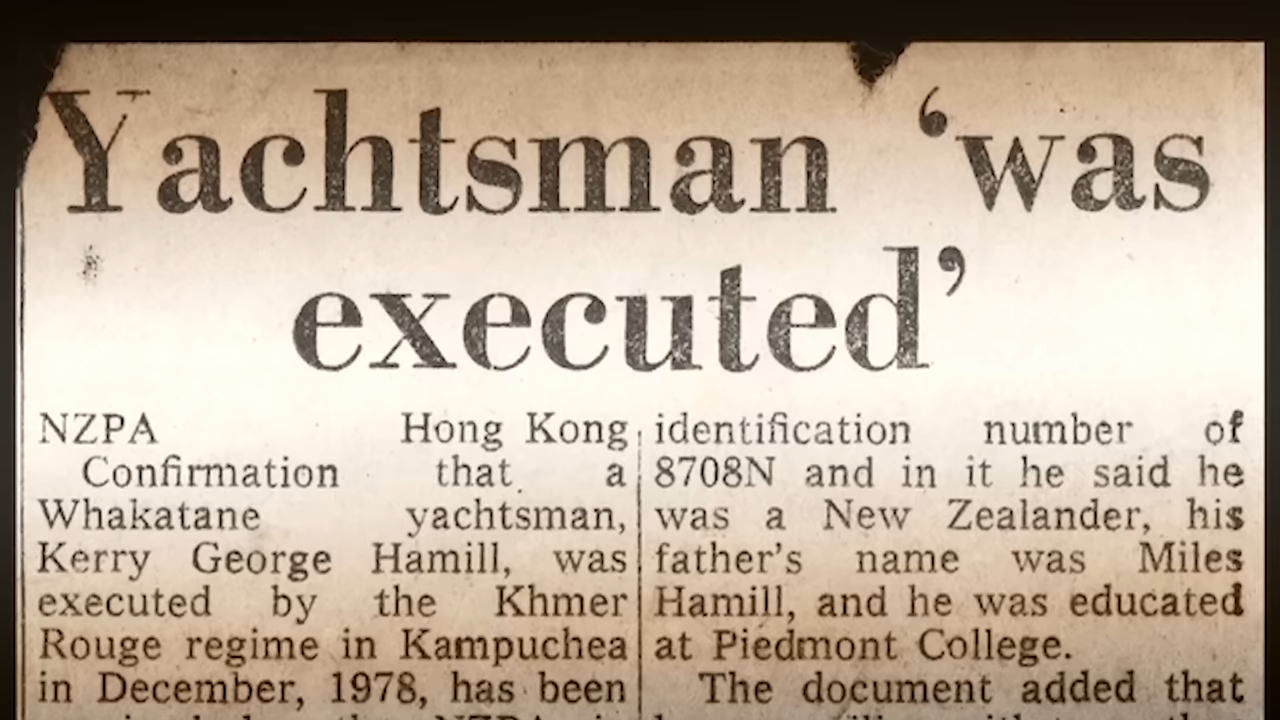 Yachtsman ‘was
executed’
NZPA Hong Kong
Confirmation that a
Whakatane yachtsman,
Kerry George Hamill, was
executed by the Khmer
Rouge regime in Kampuchea
in December, 1978, has been
identification number of
8708N and in it he said he
was a New Zealander, his
father’s name was Miles
Hamill, and he was educated
at Piedmont College.
The document added that